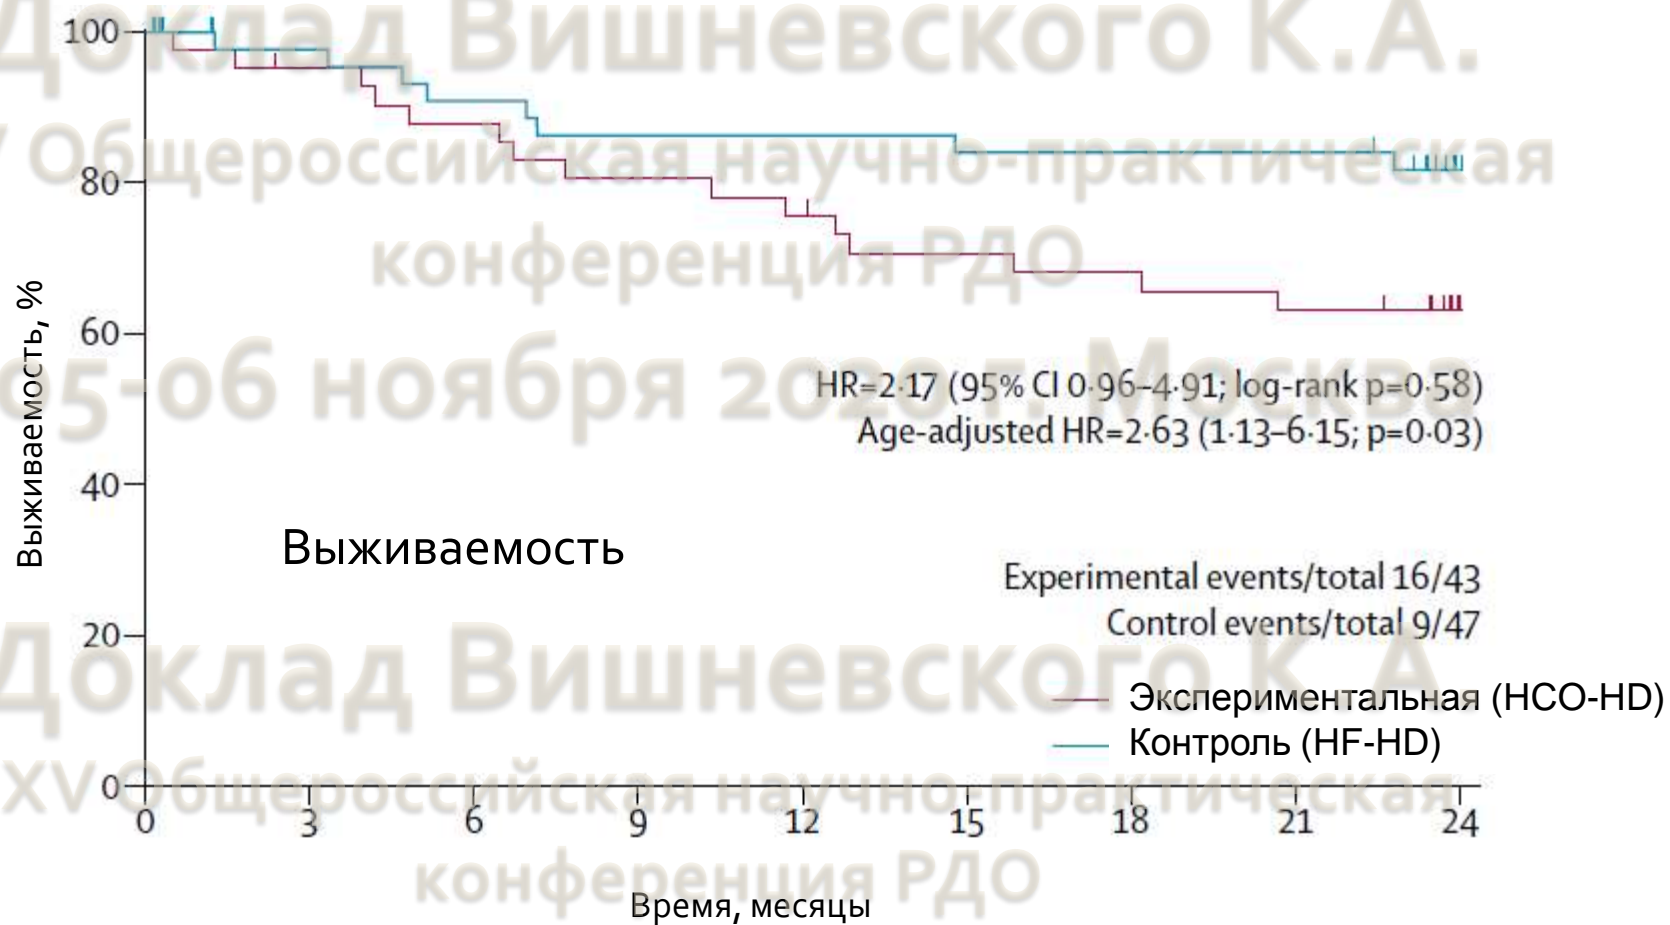 Доклад Вишневского К.А.
V Общероссийская научно-практическая
конференция РДО
05-06 ноября 2020 г. Москва
100
80
60
40
20
0
Выживаемость, %
HR=2·17 (95% CI 0·96–4·91; log-rank p=0·58)
Age-adjusted HR=2·63 (1·13–6·15; p=0·03)
Выживаемость
Experimental events/total 16/43
Control events/total 9/47
Доклад Вишневского К.А.
Экспериментальная (HCO-HD)
Контроль (HF-HD)
XV Общероссийская научно-практическая
0 3 6 9 12 15 18 21 24
конференция РДО
Время, месяцы